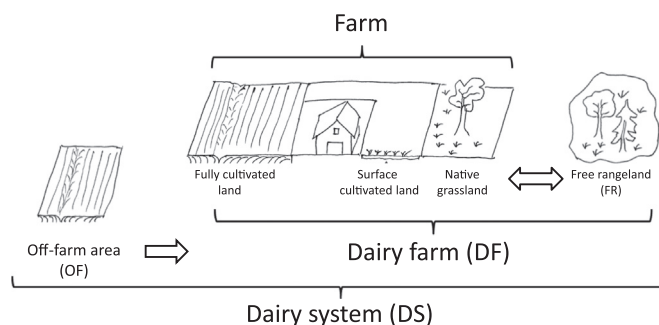 Farm
Fully cultivated
land
Surface
cultivated land
Native
grassland
Free rangeland
(FR)
Off-farm area
(OF)
Dairy farm (DF)
Dairy system (DS)